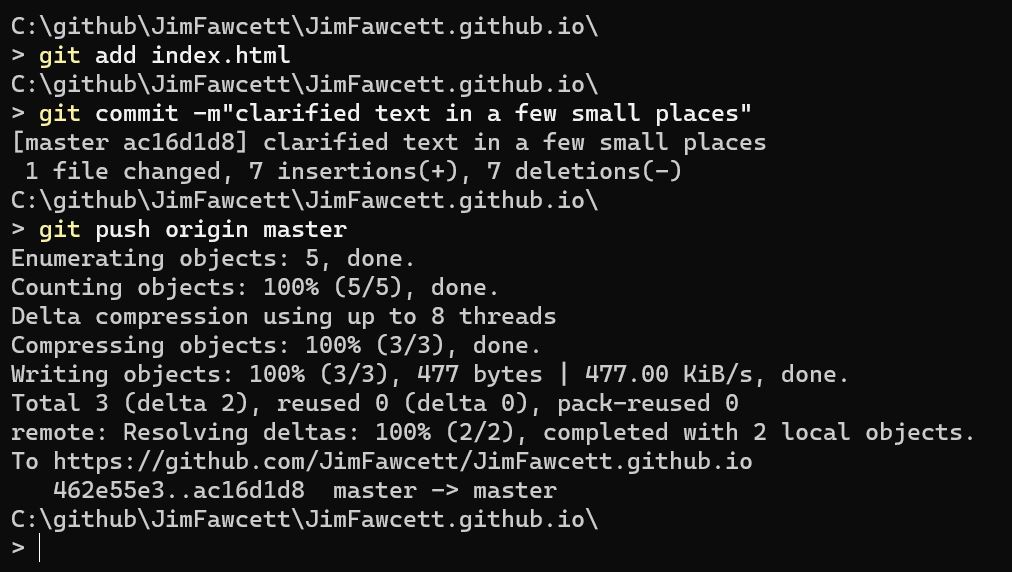 C:\github\JimFawcett\JimFawcett.github.io\
> git add index.html
C:\github\JimFawcett\JimFawcett.github.io\
> git commit -m"clarified text in a few small places"
[master ac16d1d8] clarified text in a few small places
 1 file changed, 7 insertions(+), 7 deletions(-)
C:\github\JimFawcett\JimFawcett.github.io\
> git push origin master
Enumerating objects: 5, done.
Counting objects: 100% (5/5), done.
Delta compression using up to 8 threads
Compressing objects: 100% (3/3), done.
Writing objects: 100% (3/3), 477 bytes | 477.00 KiB/s, done.
Total 3 (delta 2), reused 0 (delta 0), pack-reused 0
remote: Resolving deltas: 100% (2/2), completed with 2 local objects.
To https://github.com/JimFawcett/JimFawcett.github.io
   462e55e3..ac16d1d8  master -> master
C:\github\JimFawcett\JimFawcett.github.io\
>